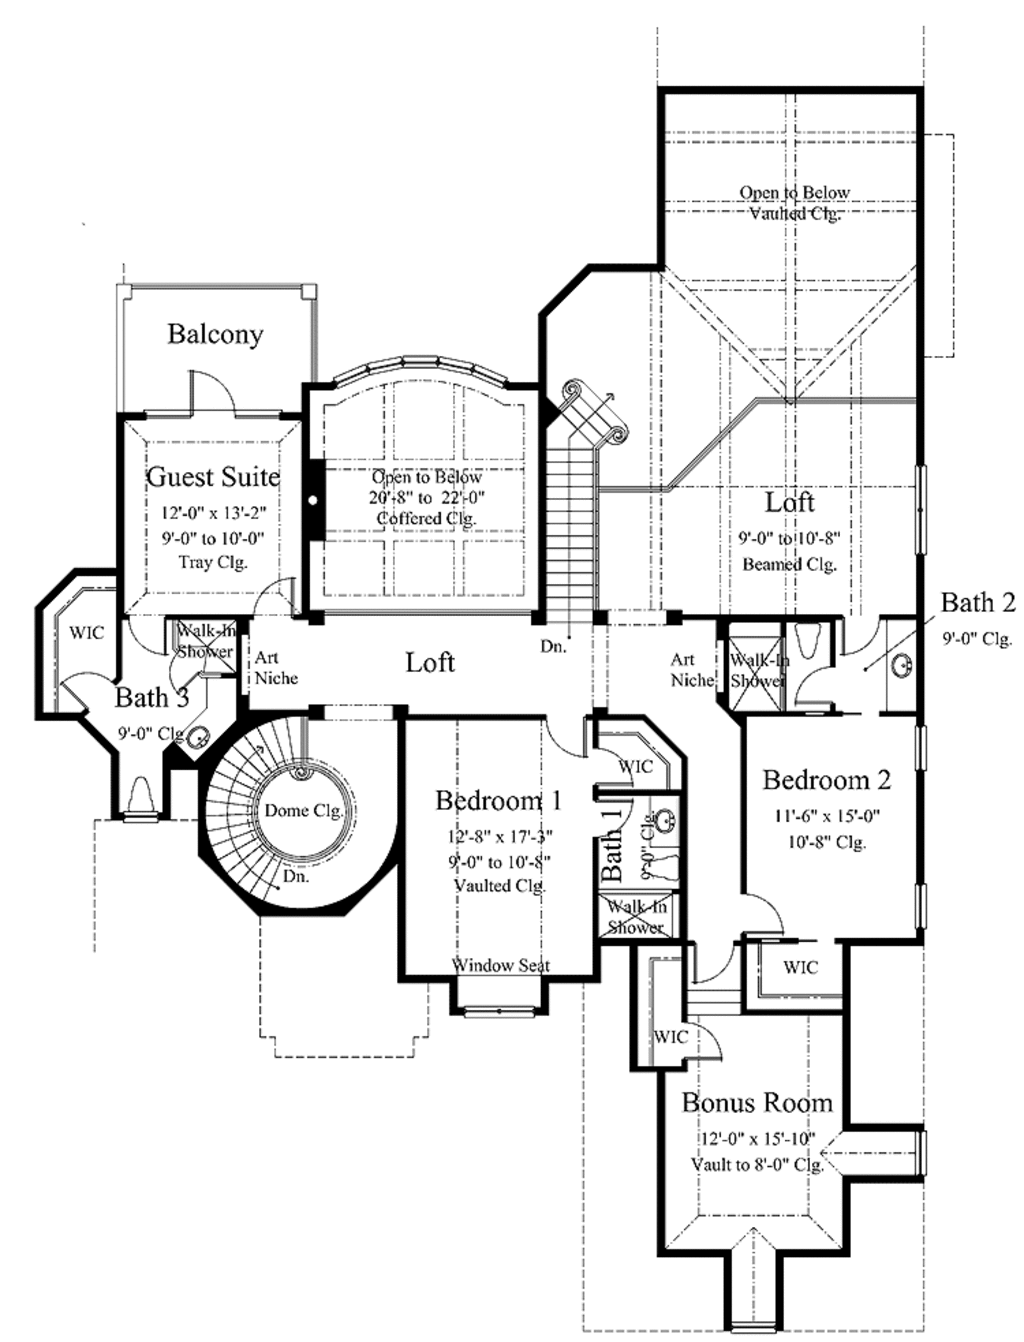 Open to Below
Vaulted Clg.
Balcony
Guest Suite
12'-0" x 13'-2"
9'-0" to 10'-0"
Tray Clg.
Open to Below
20'-8" to 22'-0"
Coffered Clg.
Loft
9'-0" to 10'-8"
Beamed Clg.
Bath 2
9'-0" Clg.
WIC
Walk-In
Shower
Bath 3
9'-0" Clg
Art
Niche
Loft
Dn.
Art
Niche
Walk-In
Shower
Dome Clg.
Dn.
Bedroom 1
12'-8" x 17'-3"
9'-0" to 10'-8"
Vaulted Clg.
Window Seat
WIC
Bath 1
9'-0" Clg.
Walk-In
Shower
Bedroom 2
11'-6" x 15'-0"
10'-8" Clg.
WIC
WIC
Bonus Room
12'-0" x 15'-10"
Vault to 8'-0" Clg.